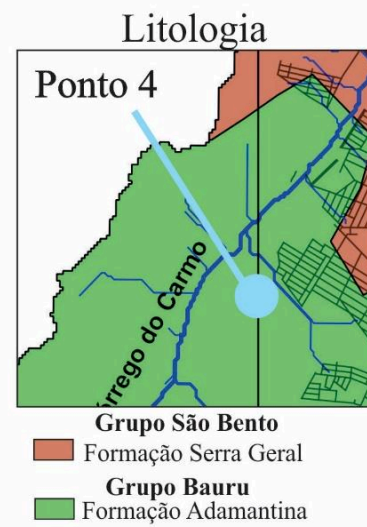 Litologia
Ponto 4
rrego do Carmo
Grupo São Bento
Formação Serra Geral
Grupo Bauru
Formação Adamantina